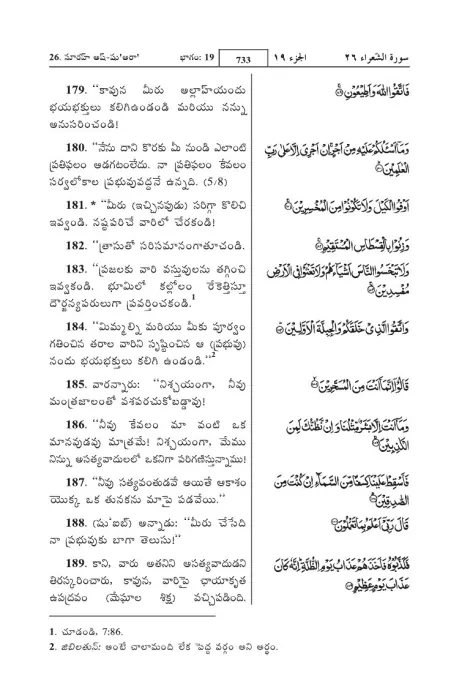 26. సూరహ్ అష్-షు'అరా'
భాగం: 19
733
الجزء ١٩
سورة الشعراء ٢٦
179. "కావున మీరు అల్లాహ్‌యందు
భయభక్తులు కలిగిఉండండి మరియు నన్ను
అనుసరించండి!
فَاتَّقُوا اللَّهَ وَأَطِيعُونِ
180. "నేను దాని కొరకు మీ నుండి ఎలాంటి
ప్రతిఫలం అడగటంలేదు. నా ప్రతిఫలం కేవలం
సర్వలోకాల ప్రభువువద్దనే ఉన్నది. (5/8)
وَمَا أَسْأَلُكُمْ عَلَيْهِ مِنْ أَجْرٍ إِنْ أَجْرِيَ إِلَّا عَلَى رَبِّ
الْعَالَمِينَ
181. * "మీరు (ఇచ్చినపుడు) సరిగ్గా కొలిచి
ఇవ్వండి. నష్టపరిచే వారిలో చేరకండి!
أَوْفُوا الْكَيْلَ وَلَا تَكُونُوا مِنَ الْمُخْسِرِينَ
182. "త్రాసుతో సరిసమానంగాతూచండి.
وَزِنُوا بِالْقِسْطَاسِ الْمُسْتَقِيمِ
183. "ప్రజలకు వారి వస్తువులను తగ్గించి
ఇవ్వకండి. భూమిలో కల్లోలం రేకెత్తిస్తూ
దౌర్జన్యపరులుగా ప్రవర్తించకండి.1
وَلَا تَبْخَسُوا النَّاسَ أَشْيَاءَهُمْ وَلَا تَعْثَوْا فِي الْأَرْضِ
مُفْسِدِينَ
184. "మిమ్మల్ని మరియు మీకు పూర్వం
గతించిన తరాల వారిని సృష్టించిన ఆ (ప్రభువు)
నందు భయభక్తులు కలిగి ఉండండి."2
وَاتَّقُوا الَّذِي خَلَقَكُمْ وَالْجِبِلَّةَ الْأَوَّلِينَ
185. వారన్నారు: "నిశ్చయంగా, నీవు
మంత్రజాలంతో వశపరచుకోబడ్డావు!
قَالُوا إِنَّمَا أَنْتَ مِنَ الْمُسَحَّرِينَ
186. "నీవు కేవలం మా వంటి ఒక
మానవుడవు మాత్రమే! నిశ్చయంగా, మేము
నిన్ను అసత్యవాదులలో ఒకనిగా పరిగణిస్తున్నాము!
وَمَا أَنْتَ إِلَّا بَشَرٌ مِثْلُنَا وَإِنْ نَظُنُّكَ لَمِنَ
الْكَاذِبِينَ
187. "నీవు సత్యవంతుడవే అయితే ఆకాశం
యొక్క ఒక తునకను మాపై పడవేయి."
فَأَسْقِطْ عَلَيْنَا كِسَفًا مِنَ السَّمَاءِ إِنْ كُنْتَ مِنَ
الصَّادِقِينَ
188. (షు'ఐబ్) అన్నాడు: "మీరు చేసేది
నా ప్రభువుకు బాగా తెలుసు!"
قَالَ رَبِّي أَعْلَمُ بِمَا تَعْمَلُونَ
189. కాని, వారు అతనిని అసత్యవాదుడని
తిరస్కరించారు, కావున, వారిపై ఛాయాకృత
ఉపద్రవం (మేఘాల శిక్ష) వచ్చిపడింది.
فَكَذَّبُوهُ فَأَخَذَهُمْ عَذَابُ يَوْمِ الظُّلَّةِ إِنَّهُ كَانَ
عَذَابَ يَوْمٍ عَظِيمٍ
1. చూడండి, 7:86.
2. జిబిలతున్: అంటే చాలామంది లేక పెద్ద వర్గం అని అర్థం.